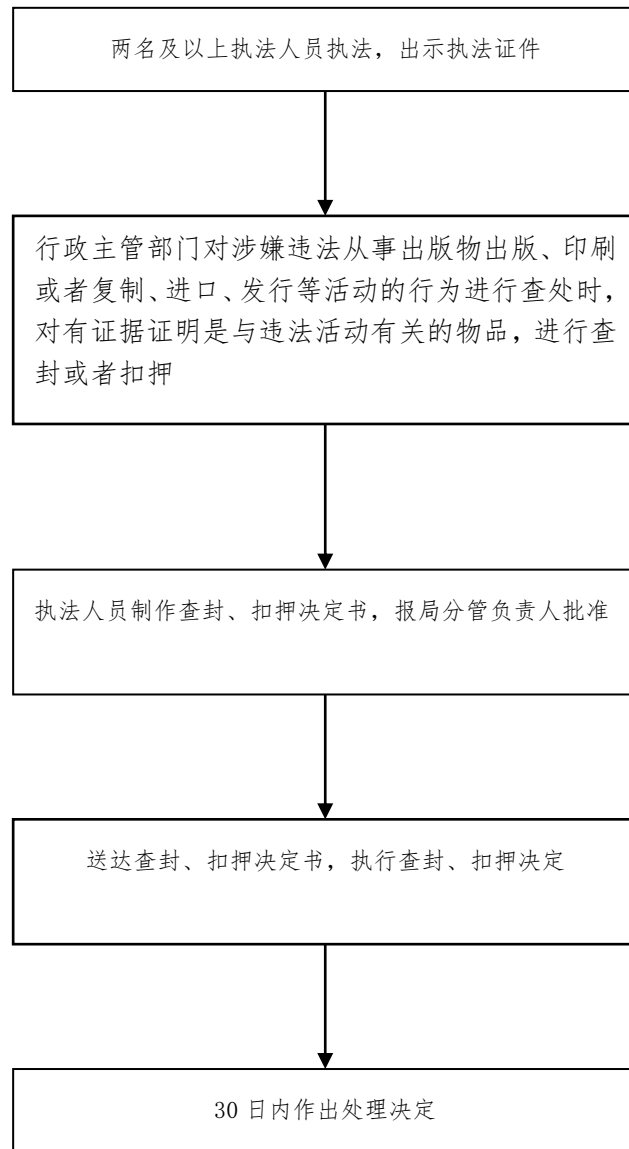 两名及以上执法人员执法，出示执法证件
行政主管部门对涉嫌违法从事出版物出版、印刷
或者复制、进口、发行等活动的行为进行查处时，
对有证据证明是与违法活动有关的物品，进行查
封或者扣押
执法人员制作查封、扣押决定书，报局分管负责人批准
送达查封、扣押决定书，执行查封、扣押决定
30 日内作出处理决定